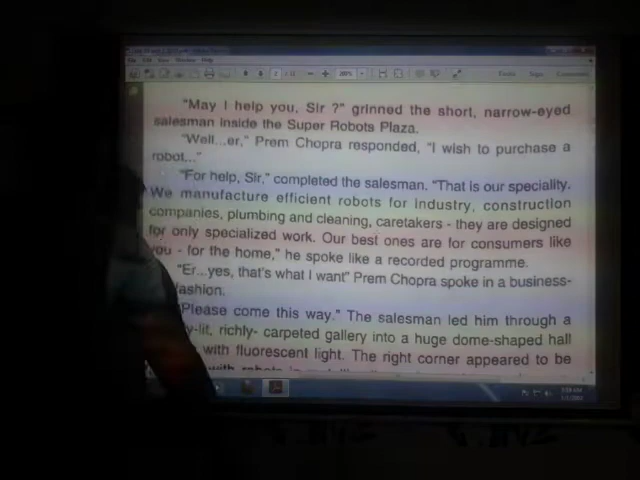 "May I help you, Sir ?" grinned the short, narrow-eyed
salesman inside the Super Robots Plaza.
"Well...er," Prem Chopra responded, "I wish to purchase a
robot..."
"For help, Sir," completed the salesman. "That is our speciality.
We manufacture efficient robots for industry, construction
companies, plumbing and cleaning, caretakers - they are designed
for only specialized work. Our best ones are for consumers like
you - for the home," he spoke like a recorded programme.
"Er...yes, that's what I want" Prem Chopra spoke in a business-
fashion.
"Please come this way." The salesman led him through a
y-lit, richly- carpeted gallery into a huge dome-shaped hall
with fluorescent light. The right corner appeared to be
with robots in